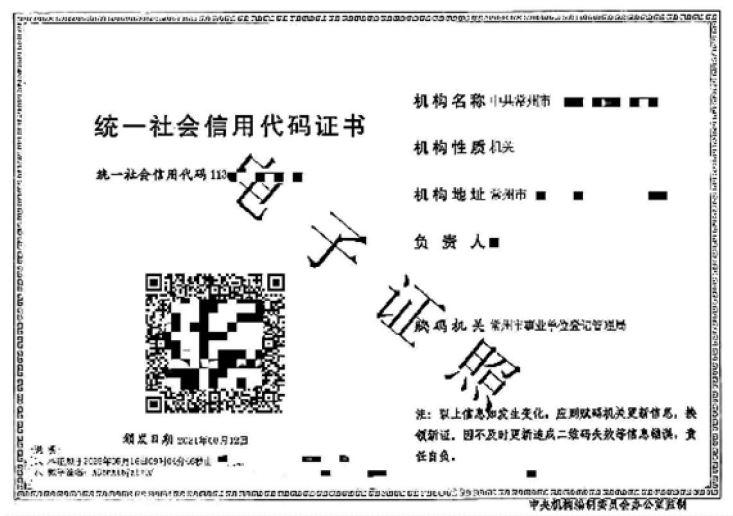 统一社会信用代码证书
统一社会信用代码 113
颁发日期 2021年08月12日
机构名称 中共常州市
机构性质 机关
机构地址 常州市
负责人
赋码机关 常州市事业单位登记管理局
注：以上信息如发生变化，应到赋码机关更新信息，换
领新证。因不及时更新造成二维码失效等信息错误，责
任自负。
电子证照
说明：
中央机构编制委员会办公室监制